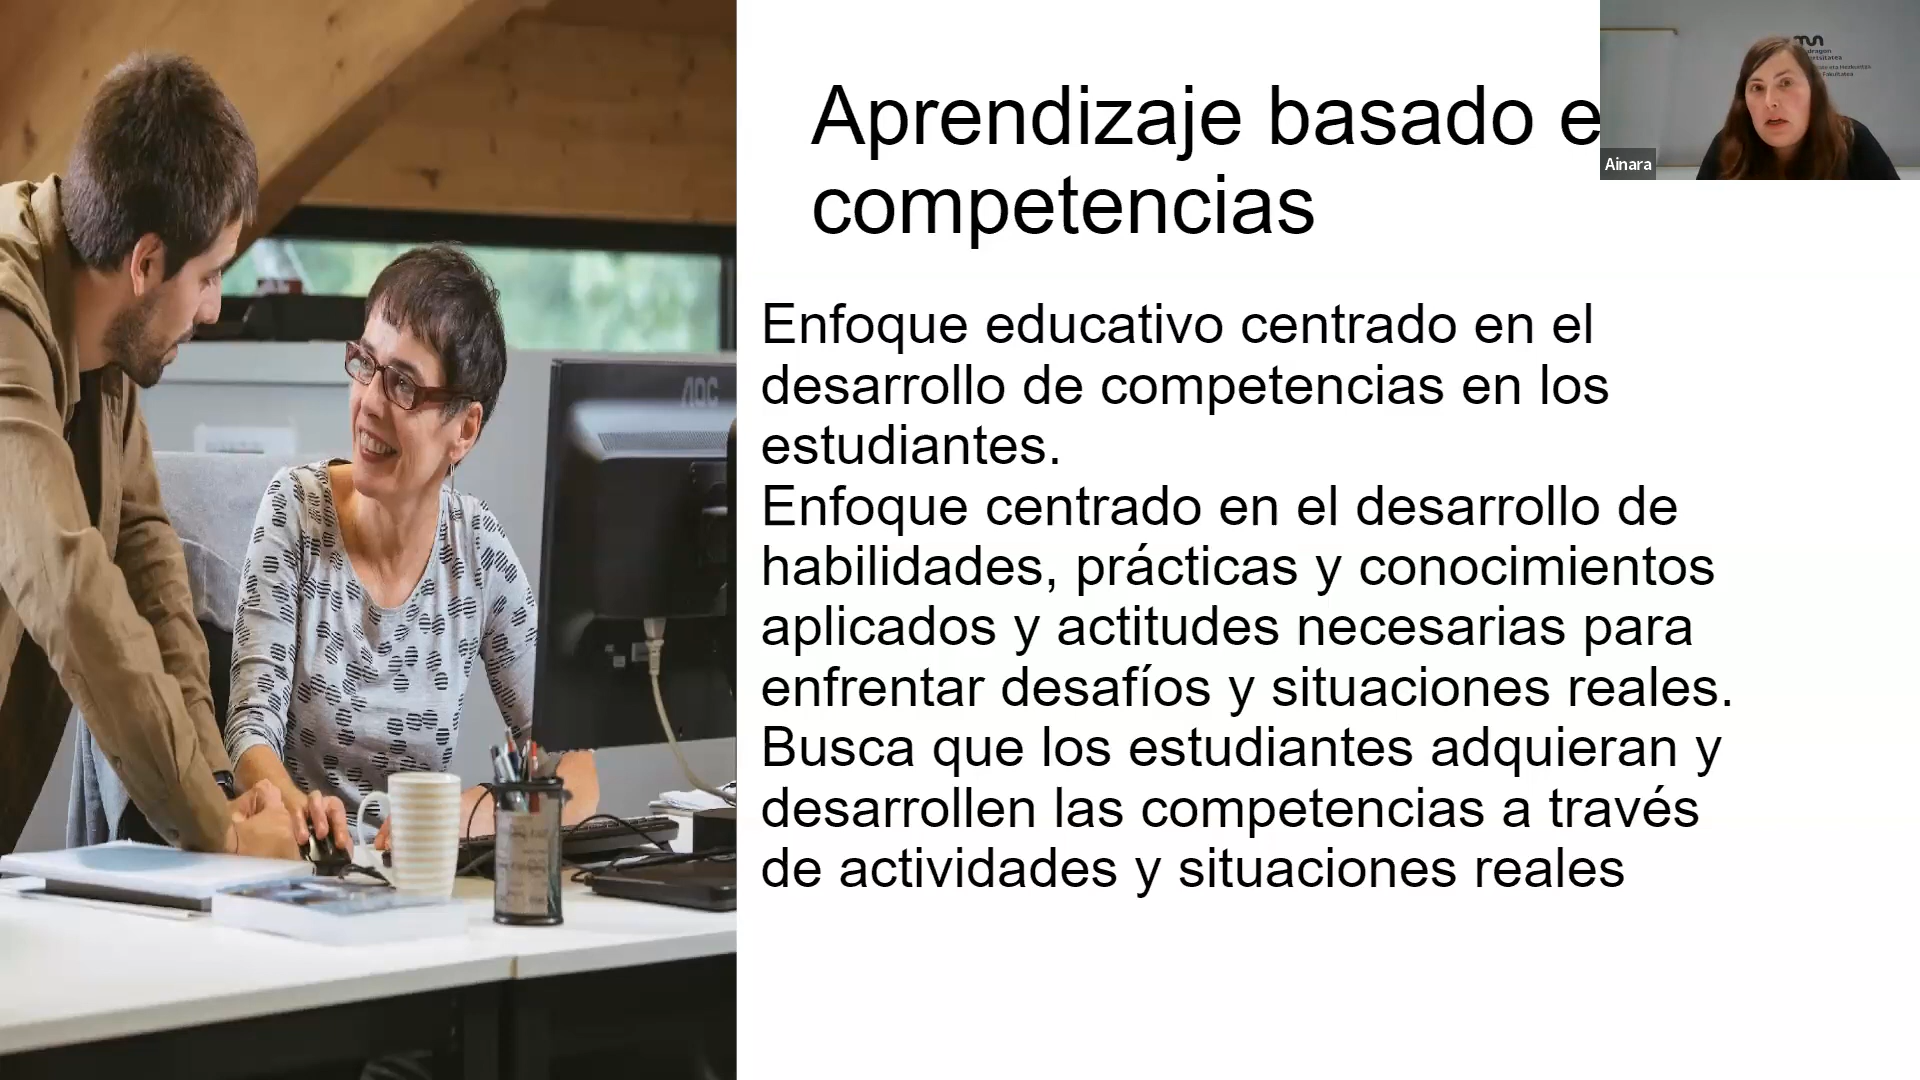 Aprendizaje basado e
competencias
Ainara
Enfoque educativo centrado en el
desarrollo de competencias en los
estudiantes.
Enfoque centrado en el desarrollo de
habilidades, prácticas y conocimientos
aplicados y actitudes necesarias para
enfrentar desafíos y situaciones reales.
Busca que los estudiantes adquieran y
desarrollen las competencias a través
de actividades y situaciones reales
AOC